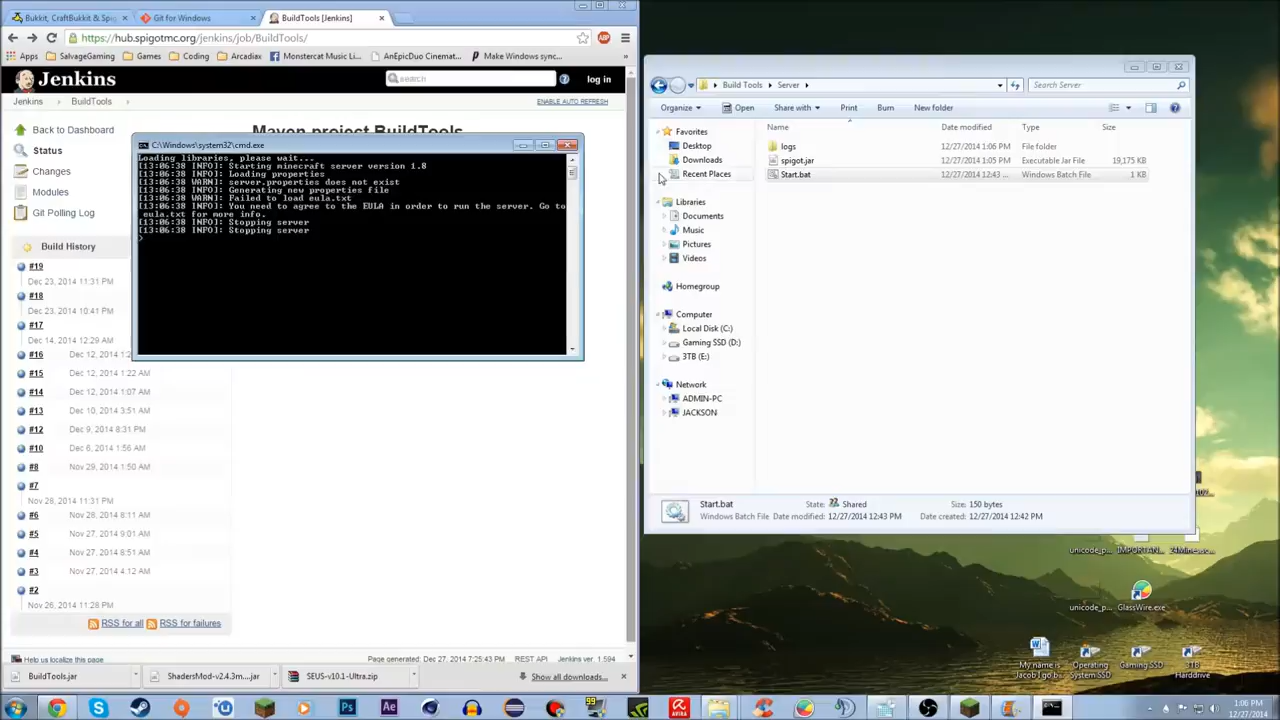 Bukkit, CraftBukkit & Spig
Git for Windows
BuildTools [Jenkins]
https://hub.spigotmc.org/jenkins/job/BuildTools/
ABP
Apps
SalvageGaming
Games
Coding
Arcadiax
Monstercat Music Li...
AnEpicDuo Cinemat...
Make Windows sync...
Jenkins
search
log in
Jenkins
BuildTools
ENABLE AUTO REFRESH
Back to Dashboard
Status
Changes
Modules
Git Polling Log
Maven project BuildTools
Build History
#19
Dec 23, 2014 11:31 PM
#18
Dec 23, 2014 10:41 PM
#17
Dec 14, 2014 12:29 AM
#16 Dec 12, 2014 1:2
#15 Dec 12, 2014 1:22 AM
#14 Dec 12, 2014 1:07 AM
#13 Dec 10, 2014 3:51 AM
#12 Dec 9, 2014 8:31 PM
#10 Dec 6, 2014 1:56 AM
#8 Nov 29, 2014 1:50 AM
#7
Nov 28, 2014 11:31 PM
#6 Nov 28, 2014 8:11 AM
#5 Nov 27, 2014 9:01 AM
#4 Nov 27, 2014 8:51 AM
#3 Nov 27, 2014 4:12 AM
#2
Nov 26, 2014 11:28 PM
RSS for all
RSS for failures
Help us localize this page
Page generated: Dec 27, 2014 7:25:43 PM
REST API
Jenkins ver. 1.594
C:\Windows\system32\cmd.exe
Loading libraries, please wait...
[13:06:38 INFO]: Starting minecraft server version 1.8
[13:06:38 INFO]: Loading properties
[13:06:38 WARN]: server.properties does not exist
[13:06:38 INFO]: Generating new properties file
[13:06:38 WARN]: Failed to load eula.txt
[13:06:38 INFO]: You need to agree to the EULA in order to run the server. Go to
eula.txt for more info.
[13:06:38 INFO]: Stopping server
[13:06:38 INFO]: Stopping server
>
BuildTools.jar
ShadersMod-v2.4.3m....jar
SEUS-v10.1-Ultra.zip
Show all downloads...
Build Tools
Server
Search Server
Organize
Open
Share with
Print
Burn
New folder
Name
Date modified
Type
Size
logs 12/27/2014 1:06 PM File folder
spigot.jar 12/27/2014 1:05 PM Executable Jar File 19,175 KB
Start.bat 12/27/2014 12:43 ... Windows Batch File 1 KB
Favorites
Desktop
Downloads
Recent Places
Libraries
Documents
Music
Pictures
Videos
Homegroup
Computer
Local Disk (C:)
Gaming SSD (D:)
3TB (E:)
Network
ADMIN-PC
JACKSON
Start.bat State: Shared Size: 150 bytes
Windows Batch File Date modified: 12/27/2014 12:43 PM Date created: 12/27/2014 12:42 PM
unicode_p...
IMPORTAN...
24Mine...
unicode_p...
GlassWire.exe
My name is
Jacob I go b...
Operating
System SSD
Gaming SSD
3TB
Harddrive
99
1:06 PM
12/27/2014